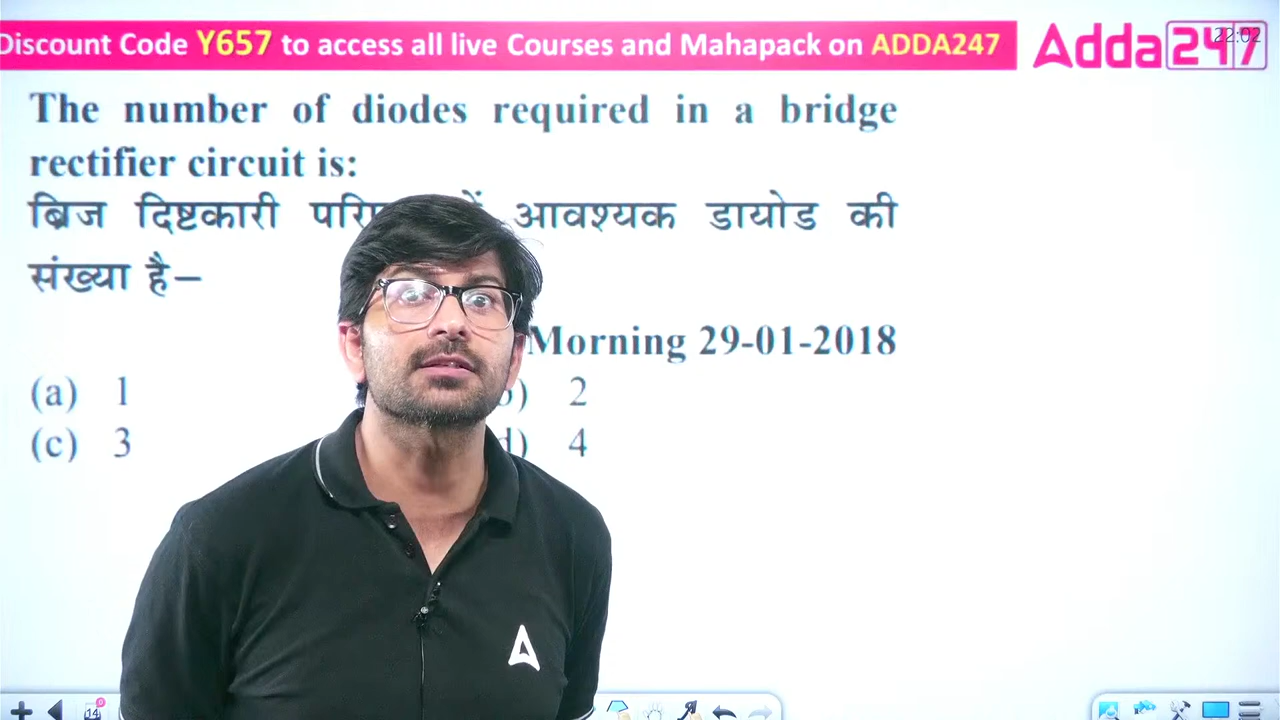 Discount Code Y657 to access all live Courses and Mahapack on ADDA247
Adda247
22:02
The number of diodes required in a bridge
rectifier circuit is:
ब्रिज दिष्टकारी आवश्यक डायोड की
संख्या है–
Morning 29-01-2018
(a) 1
2
(c) 3
4
14